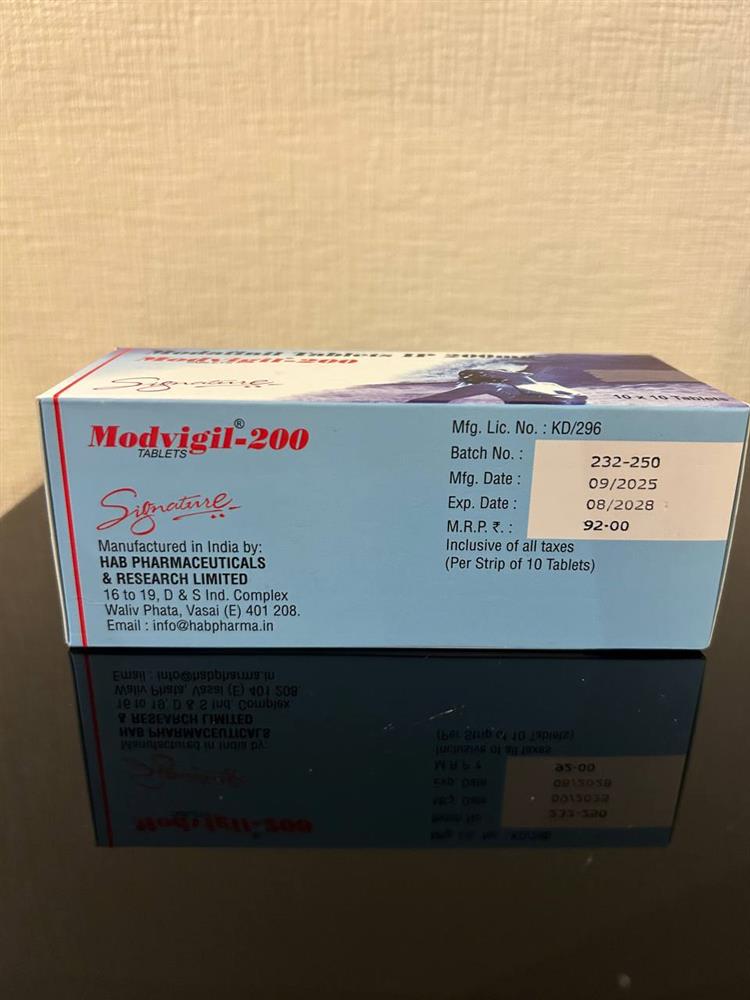 Modafinil Tablets IP 200mg
Modvigil-200
Signature
10 x 10 Tablets
Modvigil®-200
TABLETS
Signature
Manufactured in India by:
HAB PHARMACEUTICALS
& RESEARCH LIMITED
16 to 19, D & S Ind. Complex
Waliv Phata, Vasai (E) 401 208.
Email : info@habpharma.in
Mfg. Lic. No. : KD/296
Batch No. : 232-250
Mfg. Date : 09/2025
Exp. Date : 08/2028
M.R.P. ₹. : 92-00
Inclusive of all taxes
(Per Strip of 10 Tablets)